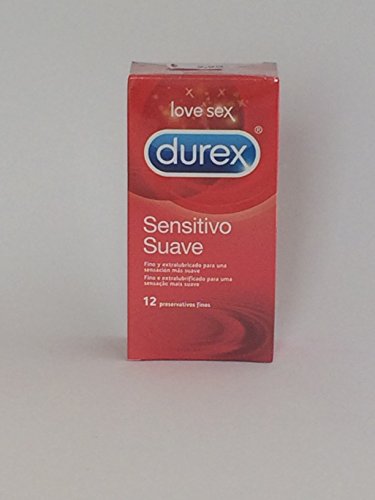 love sex
durex®
Sensitivo
Suave
Fino y extralubricado para una
sensación más suave
Fino e extralubrificado para uma
sensação mais suave
12 preservativos finos